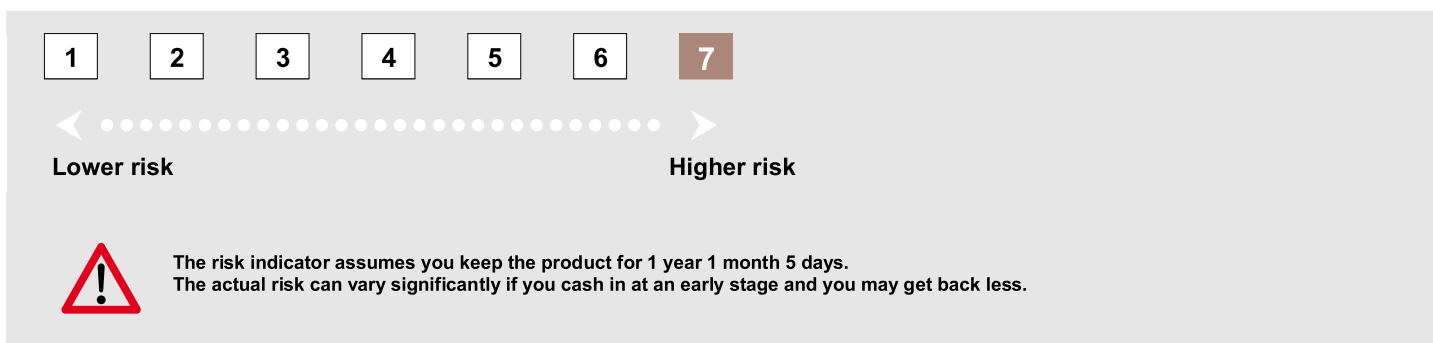 1 2 3 4 5 6 7
Lower risk Higher risk
The risk indicator assumes you keep the product for 1 year 1 month 5 days.
The actual risk can vary significantly if you cash in at an early stage and you may get back less.